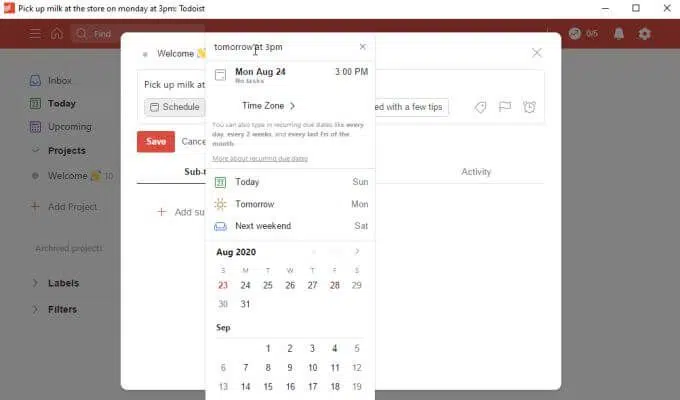 Pick up milk at the store on monday at 3pm: Todoist
Find
0/5
Inbox
Today
Upcoming
Projects
Welcome 👋 10
Add Project
Archived projects
Labels
Filters
Welcome
Pick up milk at
Schedule
ed with a few tips
Save
Cance
Sub-t
Activity
Add su
tomorrow at 3pm
Mon Aug 24 3:00 PM
No tasks
Time Zone
You can also type in recurring due dates like every
day, every 2 weeks, and every last Fri of the
month.
More about recurring due dates
Today Sun
Tomorrow Mon
Next weekend Sat
Aug 2020
S M T W T F S
23 24 25 26 27 28 29
30 31
Sep
1 2 3 4 5
6 7 8 9 10 11 12
13 14 15 16 17 18 19